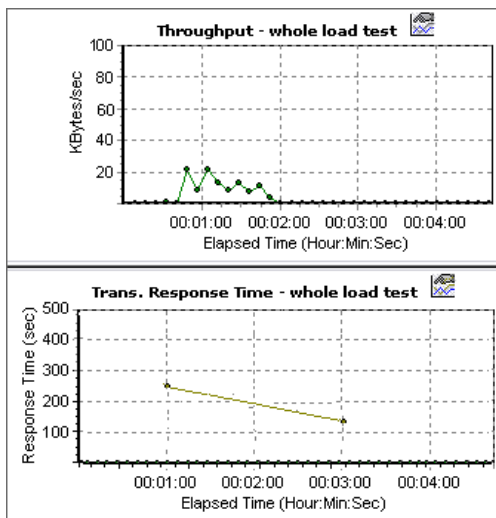 Throughput - whole load test
100
80
60
40
20
KBytes/sec
00:01:00 00:02:00 00:03:00 00:04:00
Elapsed Time (Hour:Min:Sec)
Trans. Response Time - whole load test
500
400
300
200
100
Response Time (sec)
00:01:00 00:02:00 00:03:00 00:04:00
Elapsed Time (Hour:Min:Sec)